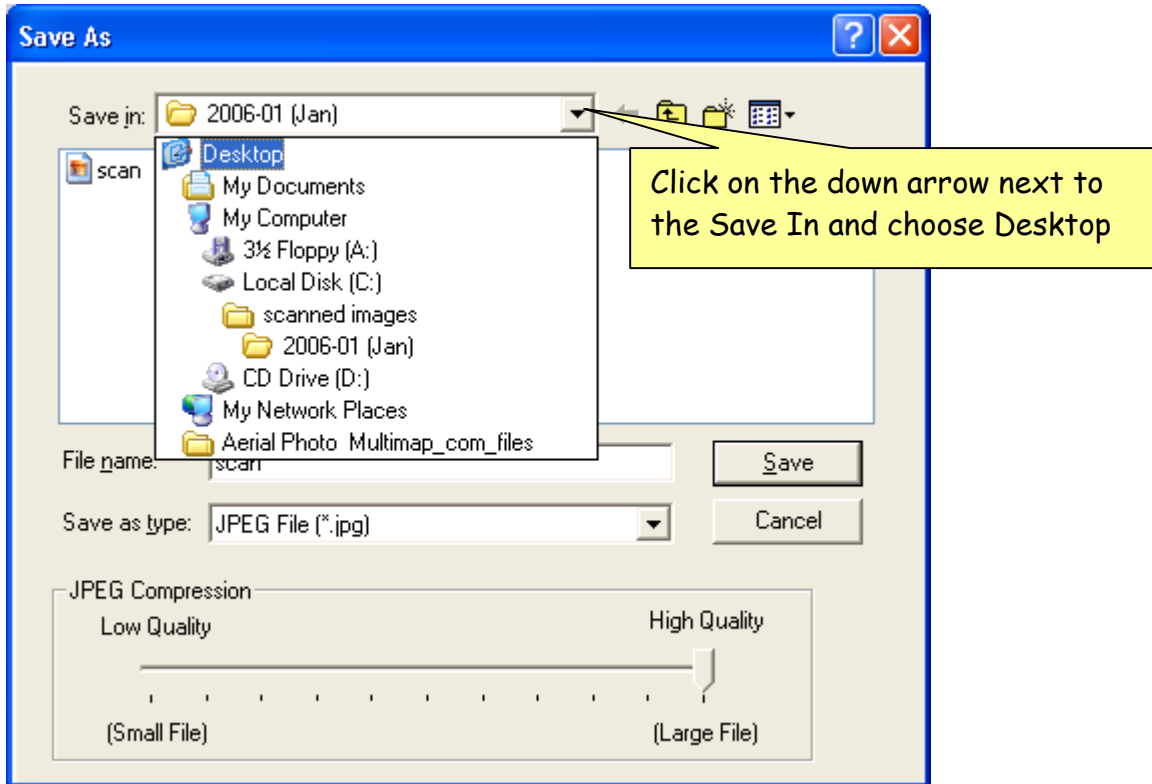 Save As
Save in: 2006-01 (Jan)
Desktop
scan
My Documents
My Computer
3½ Floppy (A:)
Local Disk (C:)
scanned images
2006-01 (Jan)
CD Drive (D:)
My Network Places
Aerial Photo Multimap_com_files
Click on the down arrow next to
the Save In and choose Desktop
File name: scan
Save
Save as type: JPEG File (*.jpg)
Cancel
JPEG Compression
Low Quality
High Quality
(Small File)
(Large File)